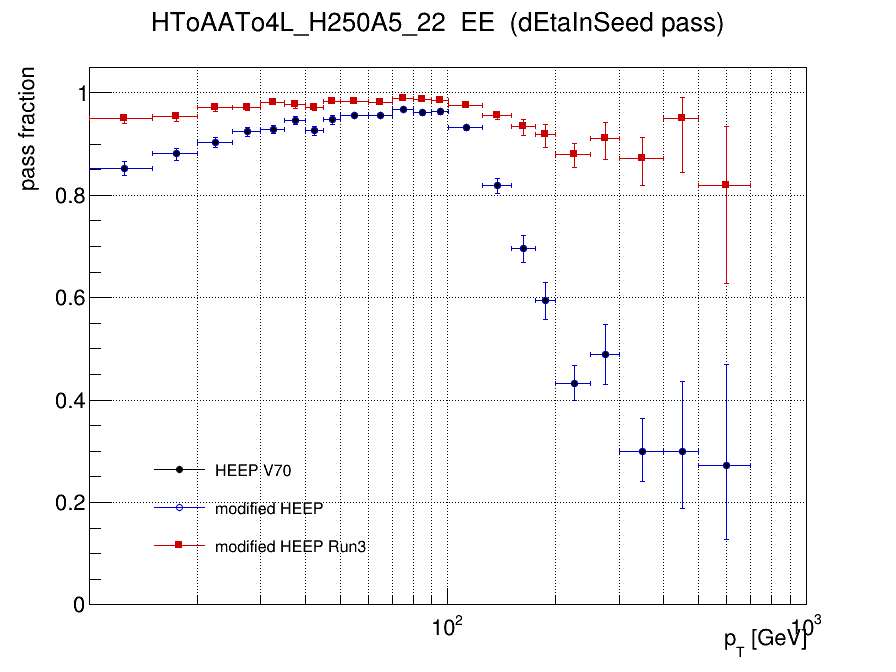 HToAATo4L_H250A5_22 EE (dEtaInSeed pass)
pass fraction
1
0.8
0.6
0.4
0.2
0
HEEP V70
modified HEEP
modified HEEP Run3
10²
10³
p_T [GeV]